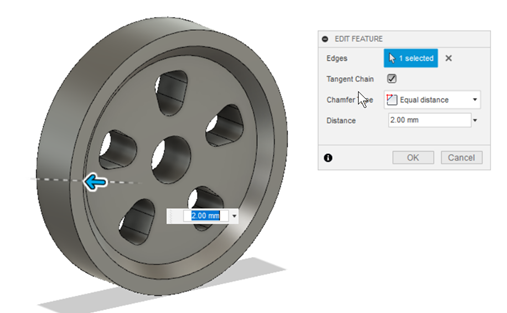 EDIT FEATURE
Edges 1 selected
Tangent Chain
Chamfer Equal distance
Distance 2.00 mm
OK Cancel
2.00 mm